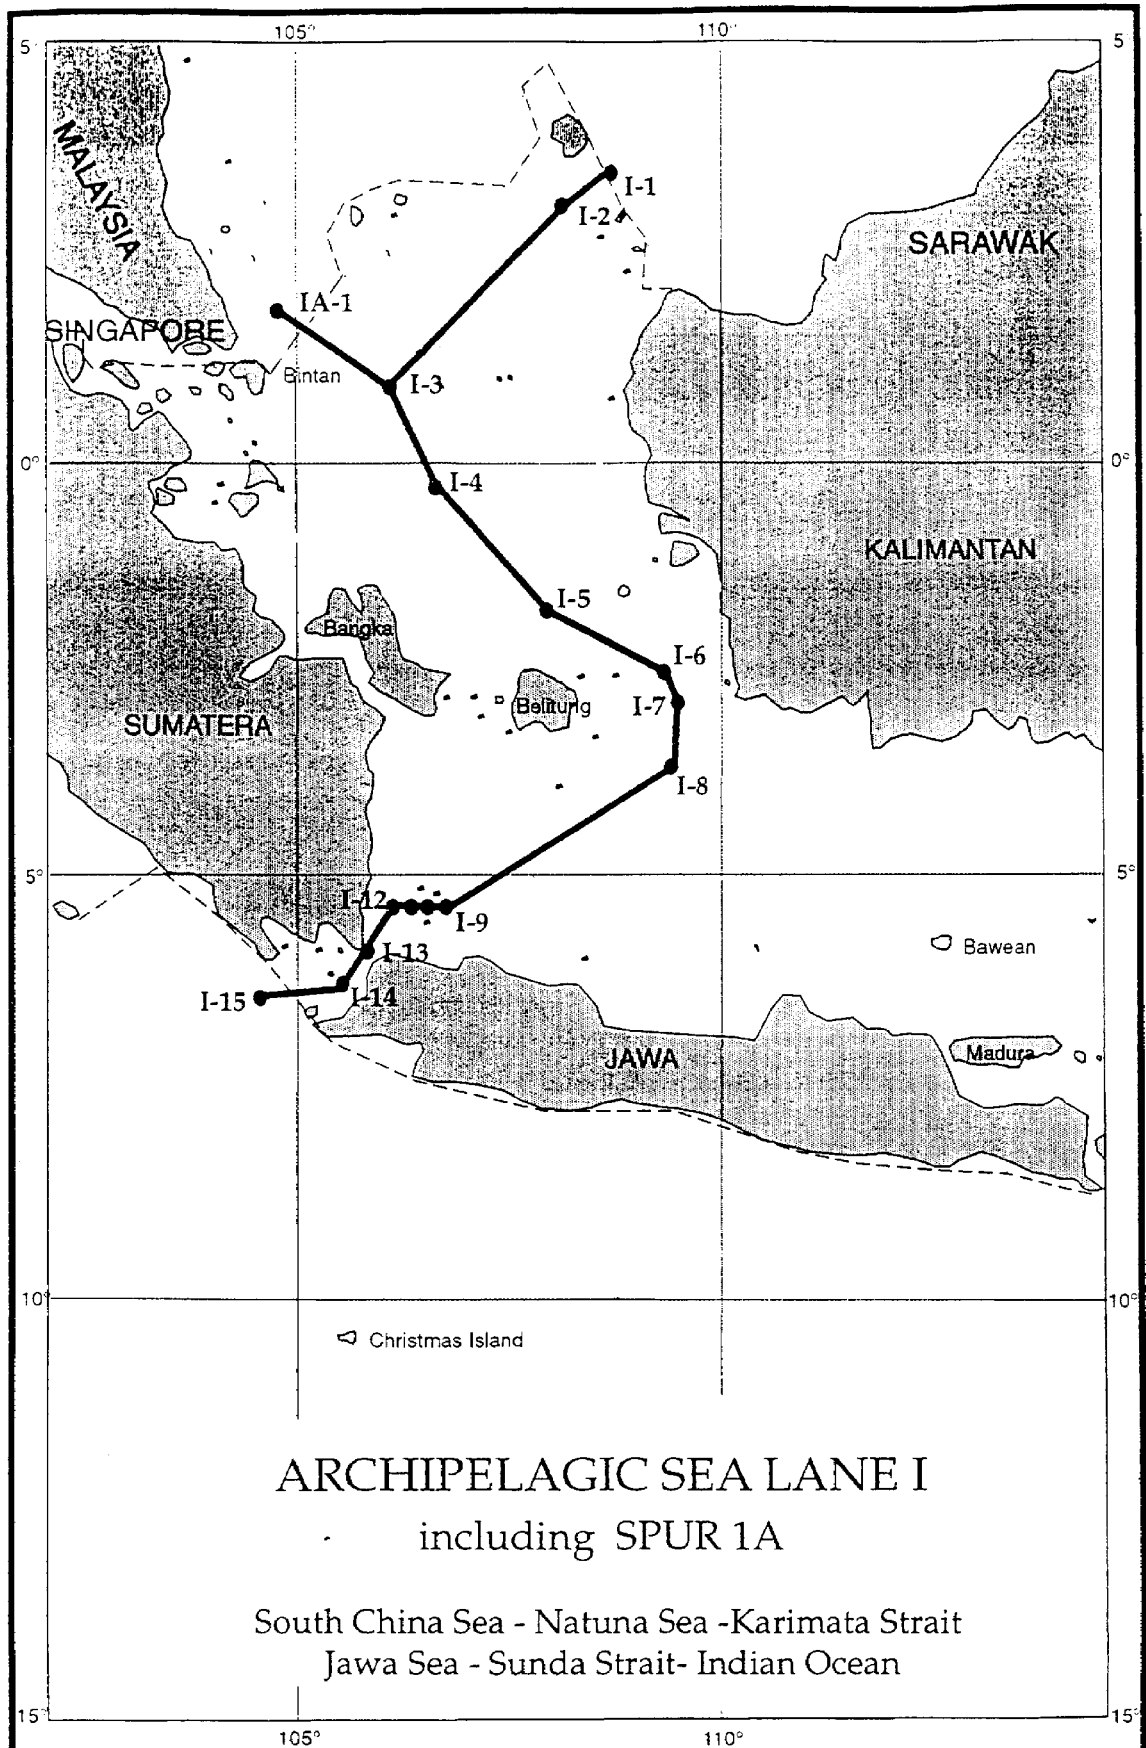 105° 110°
5° 5°
MALAYSIA
I-1
I-2
SARAWAK
IA-1
SINGAPORE
Bintan
I-3
0° 0°
I-4
KALIMANTAN
I-5
Bangka
I-6
Belitung
I-7
SUMATERA
I-8
5° 5°
I-12
I-9
I-13
Bawean
I-15
I-14
JAWA
Madura
10° 10°
Christmas Island
ARCHIPELAGIC SEA LANE I
including SPUR 1A
South China Sea - Natuna Sea -Karimata Strait
Jawa Sea - Sunda Strait- Indian Ocean
15° 15°
105° 110°